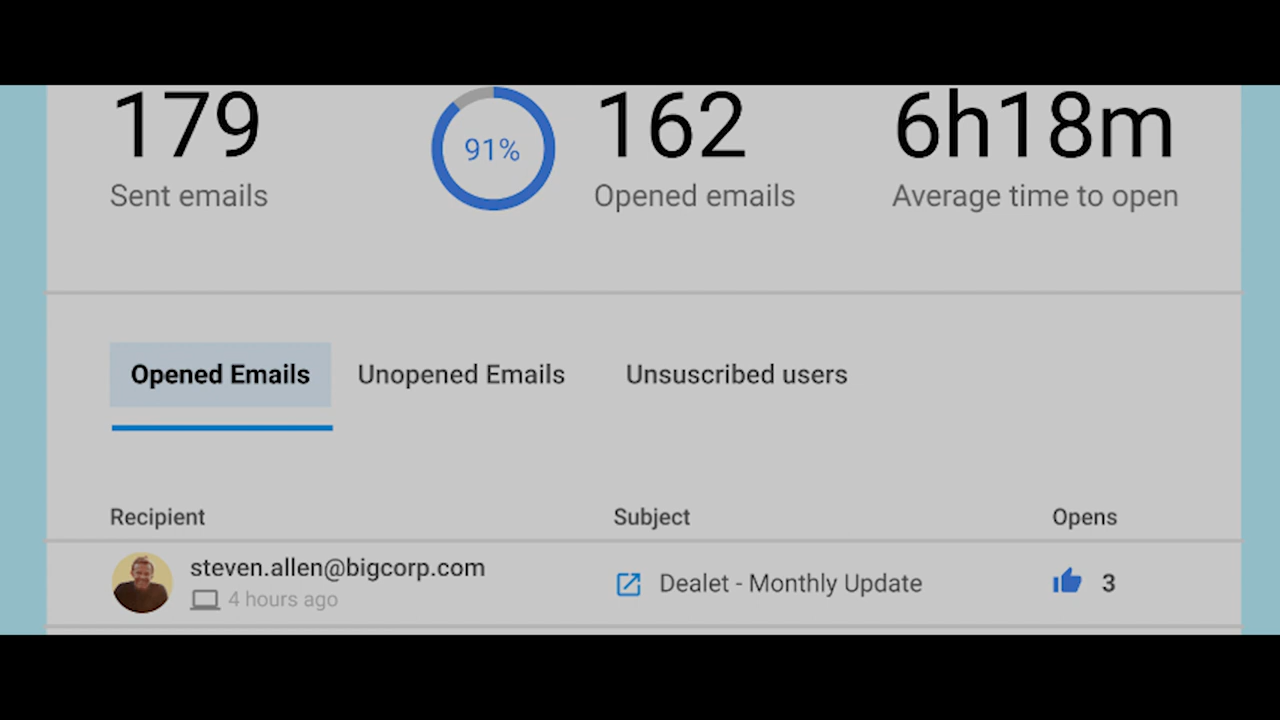 179
Sent emails
91%
162
Opened emails
6h18m
Average time to open
Opened Emails
Unopened Emails
Unsuscribed users
Recipient
Subject
Opens
steven.allen@bigcorp.com
4 hours ago
Dealet - Monthly Update
3